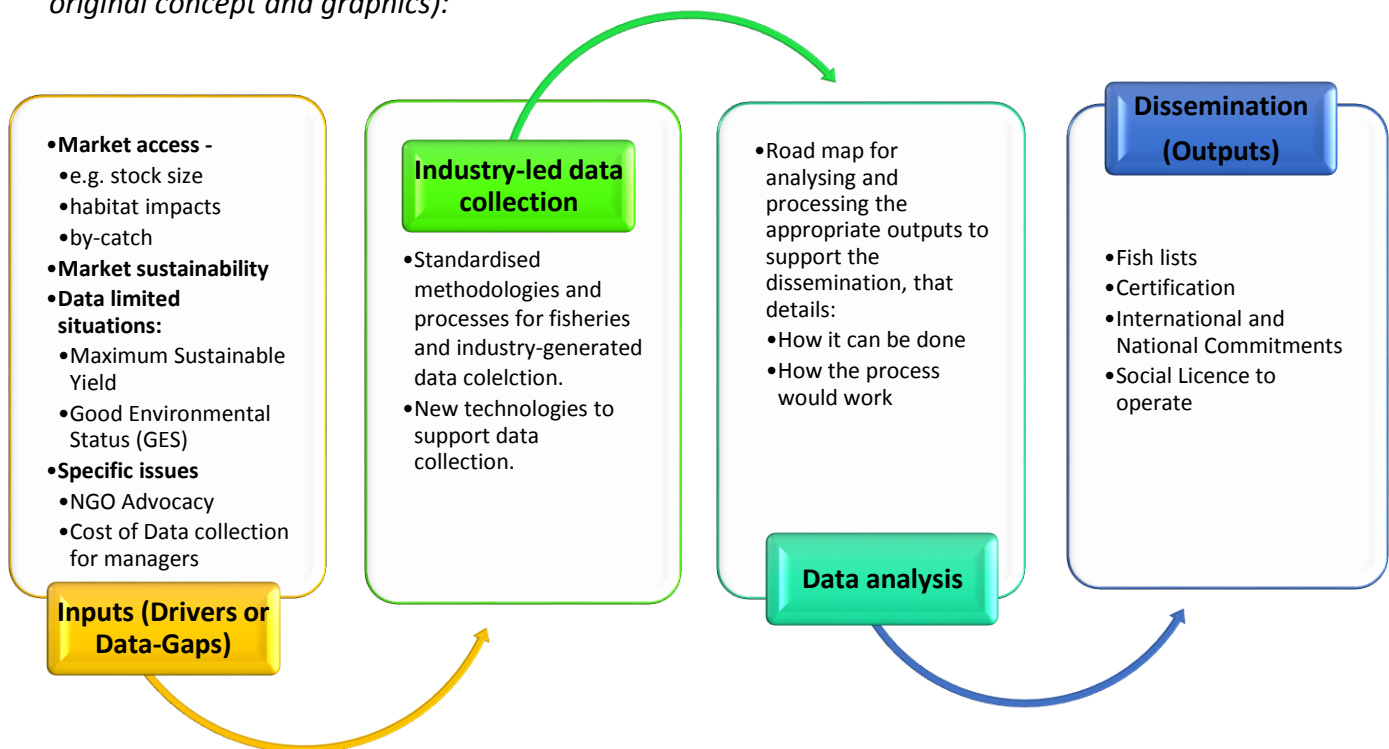 original concept and graphics):
•Market access -
•e.g. stock size
•habitat impacts
•by-catch
•Market sustainability
•Data limited
situations:
•Maximum Sustainable
Yield
•Good Environmental
Status (GES)
•Specific issues
•NGO Advocacy
•Cost of Data collection
for managers
Inputs (Drivers or
Data-Gaps)
Industry-led data
collection
•Standardised
methodologies and
processes for fisheries
and industry-generated
data colelction.
•New technologies to
support data
collection.
•Road map for
analysing and
processing the
appropriate outputs to
support the
dissemination, that
details:
•How it can be done
•How the process
would work
Data analysis
Dissemination
(Outputs)
•Fish lists
•Certification
•International and
National Commitments
•Social Licence to
operate